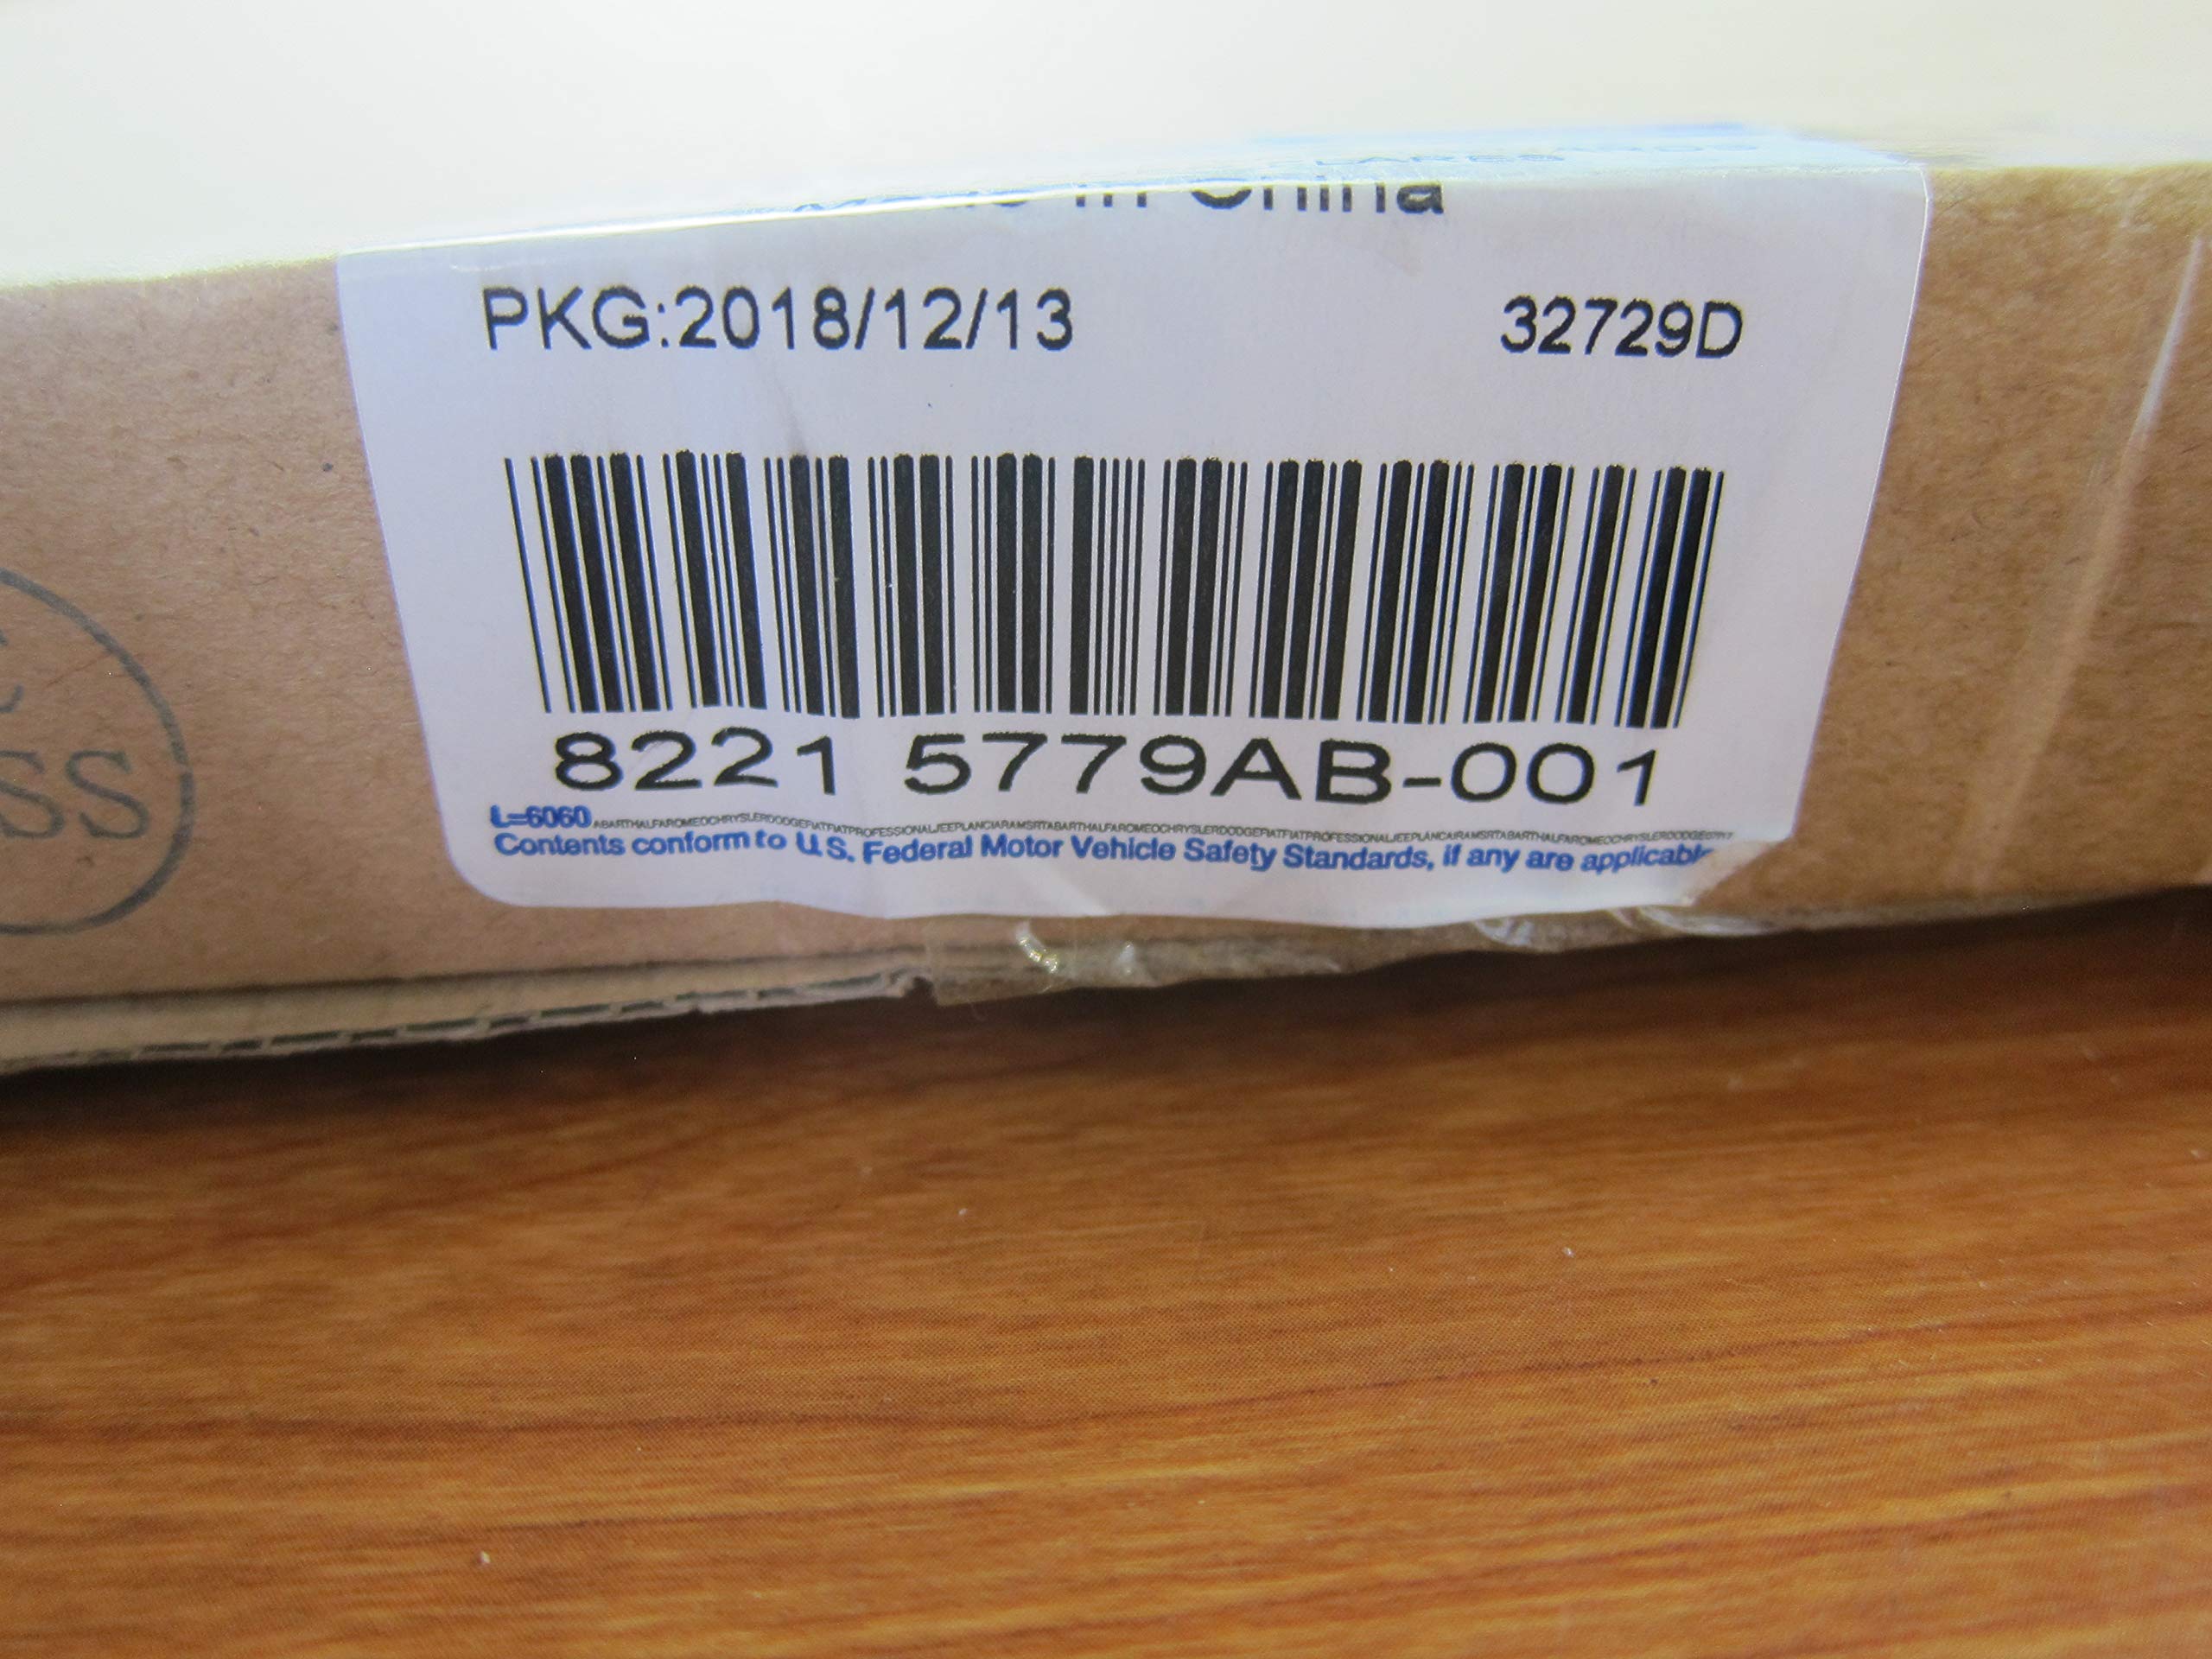 in China
PKG:2018/12/13 32729D
8221 5779AB-001
L=6060
Contents conform to U.S. Federal Motor Vehicle Safety Standards, if any are applicable
SS